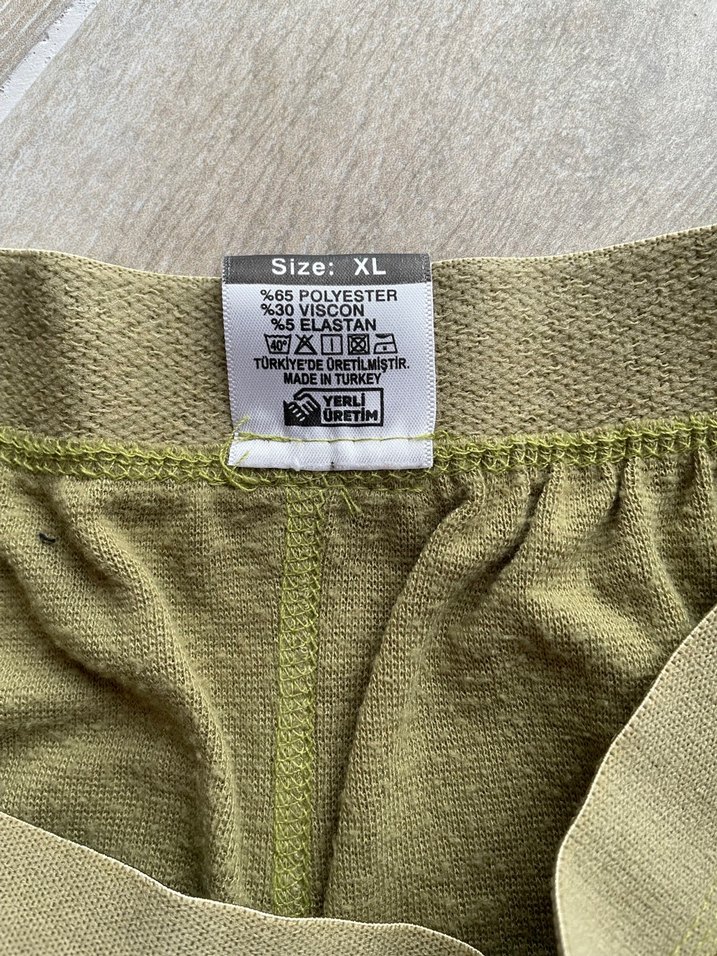 Size: XL
%65 POLYESTER
%30 VISCON
%5 ELASTAN
40°
TÜRKİYE'DE ÜRETİLMİŞTİR.
MADE IN TURKEY
YERLİ
ÜRETİM